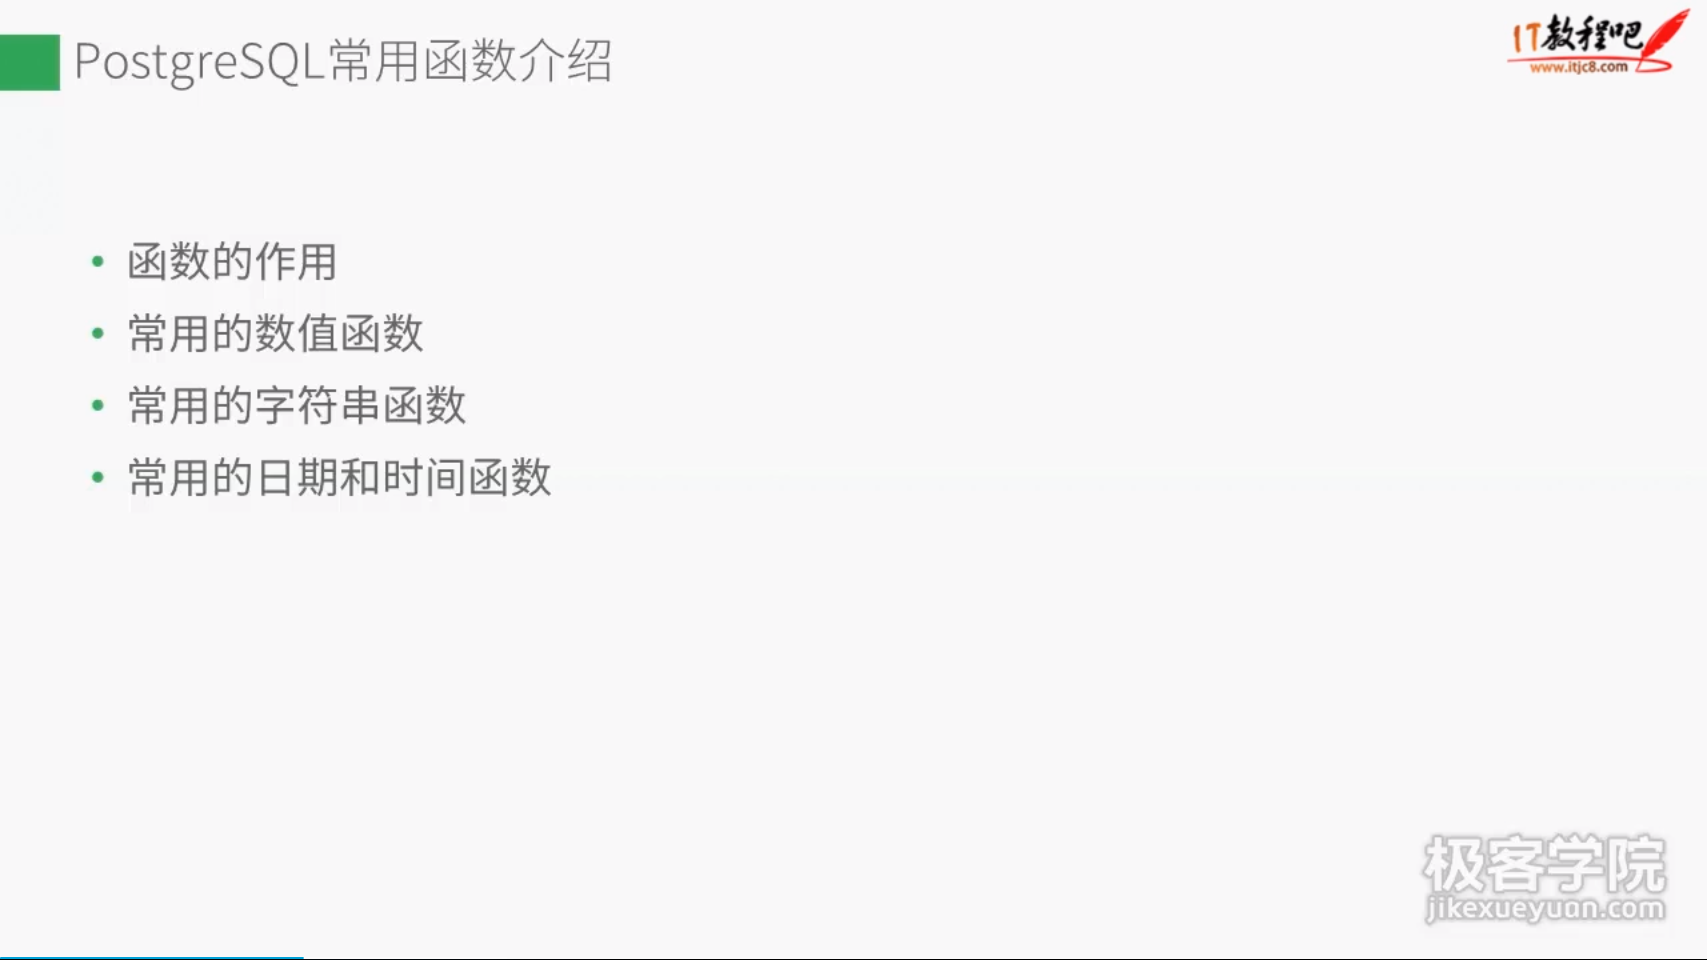 PostgreSQL常用函数介绍
IT教程吧
www.itjc8.com
• 函数的作用
• 常用的数值函数
• 常用的字符串函数
• 常用的日期和时间函数
极客学院
jikexueyuan.com